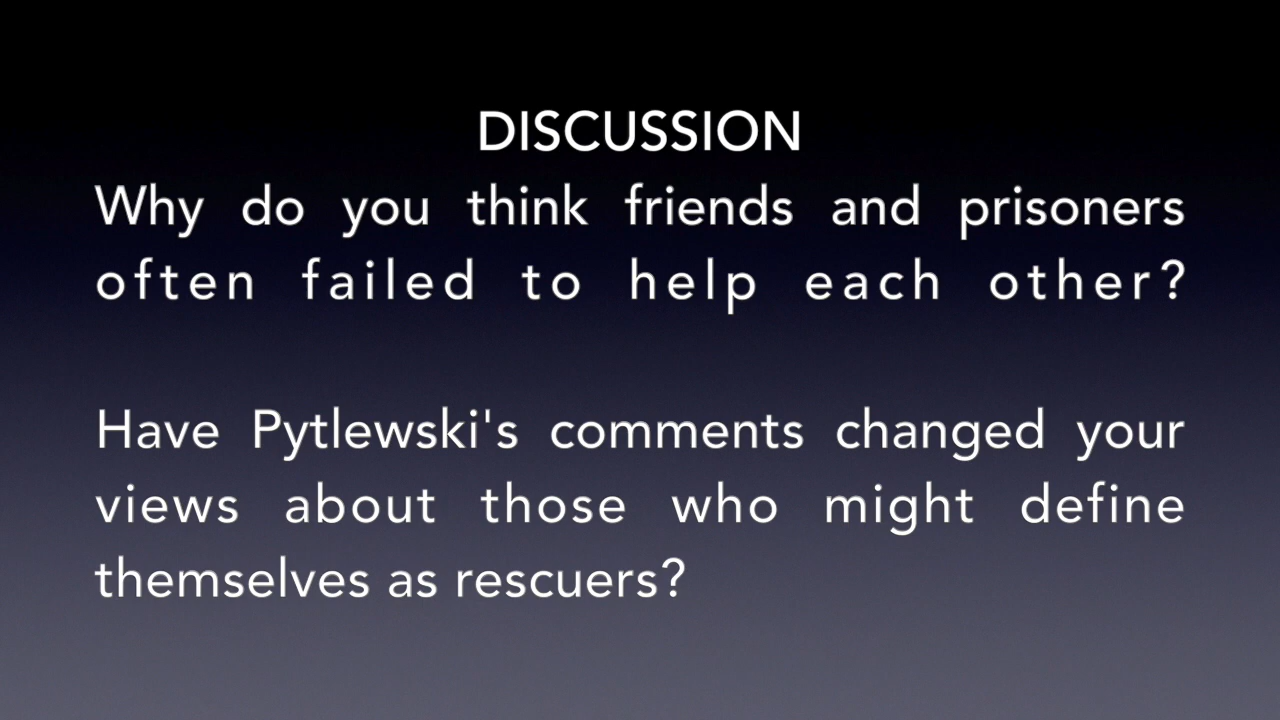 DISCUSSION
Why do you think friends and prisoners
often failed to help each other?
Have Pytlewski's comments changed your
views about those who might define
themselves as rescuers?